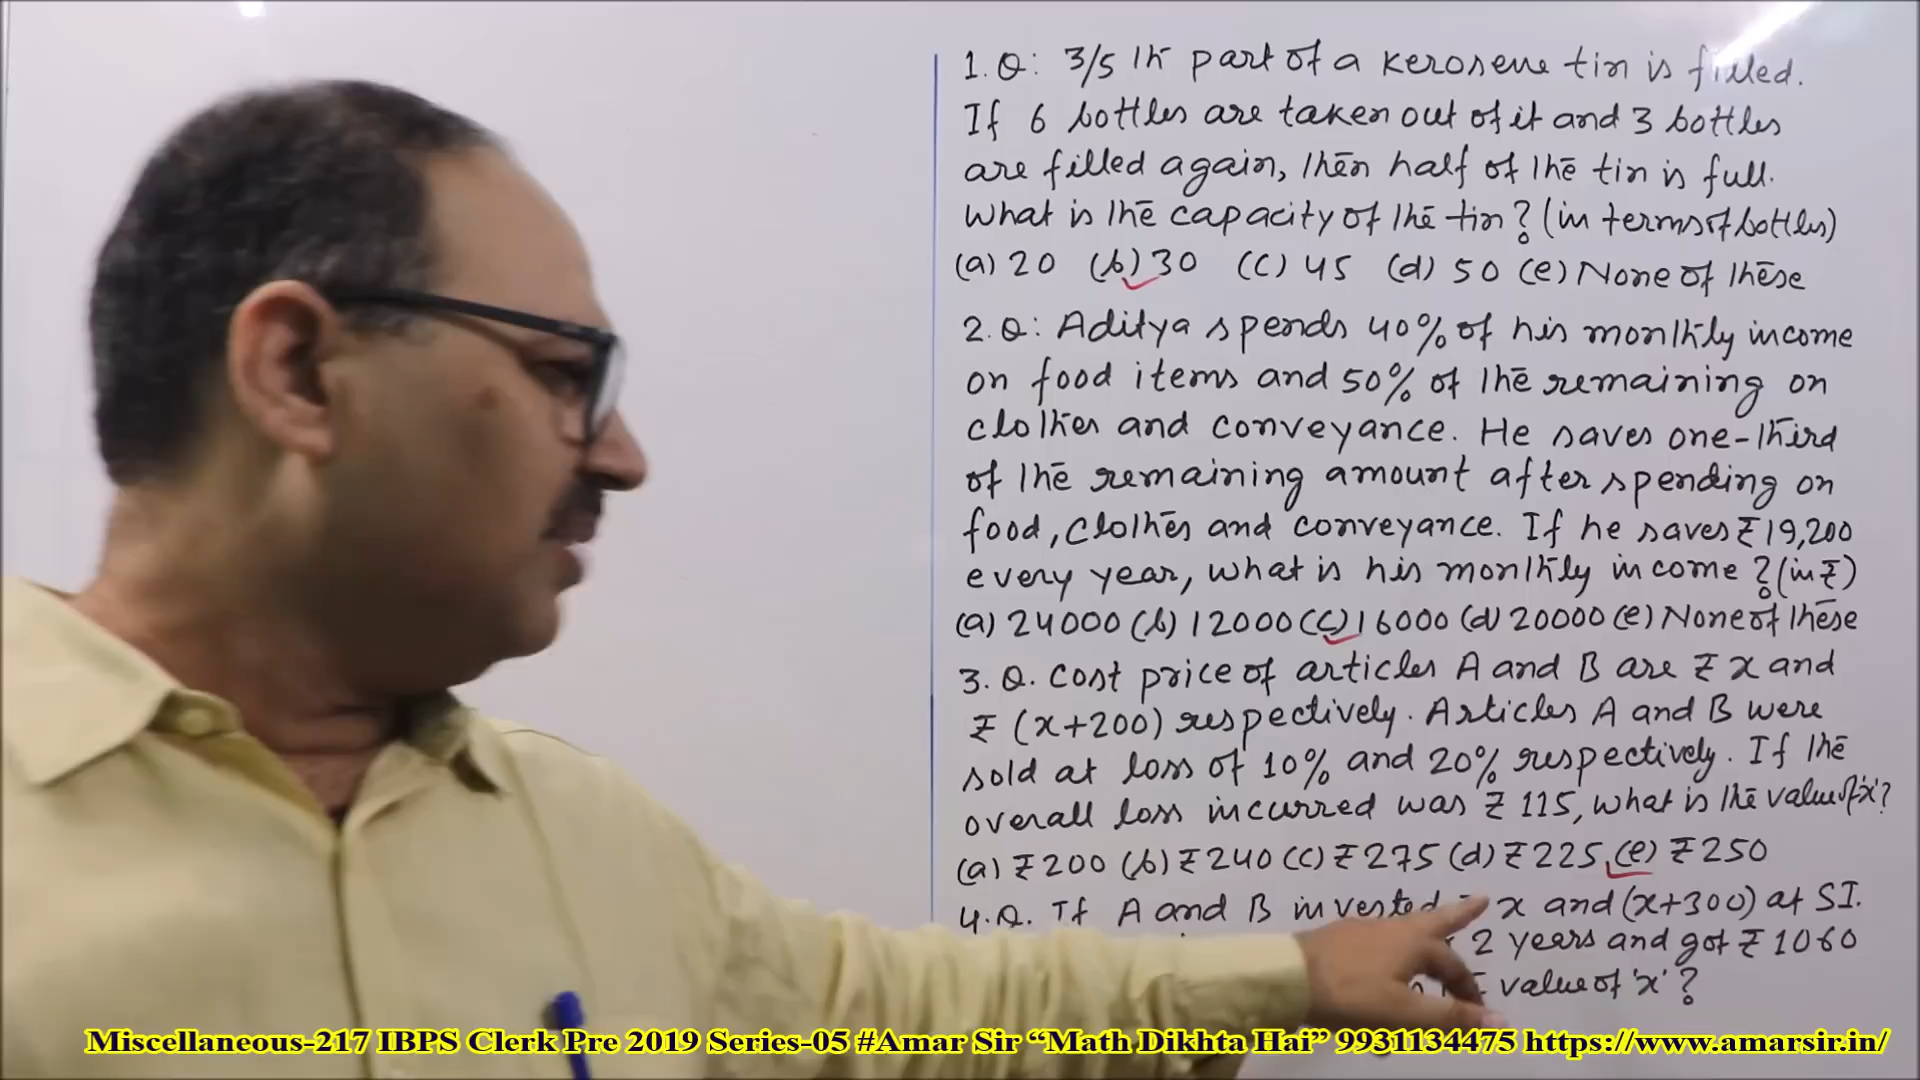 1. Q: 3/5 th part of a kerosene tin is filled.
If 6 bottles are taken out of it and 3 bottles
are filled again, then half of the tin is full.
What is the capacity of the tin? (in terms of bottles)
(a) 20 (b) 30 (c) 45 (d) 50 (e) None of these
2. Q: Aditya spends 40% of his monthly income
on food items and 50% of the remaining on
clothes and conveyance. He saves one-third
of the remaining amount after spending on
food, clothes and conveyance. If he saves ₹ 19,200
every year, what is his monthly income? (in ₹)
(a) 24000 (b) 12000 (c) 16000 (d) 20000 (e) None of these
3. Q. Cost price of articles A and B are ₹ x and
₹ (x+200) respectively. Articles A and B were
sold at loss of 10% and 20% respectively. If the
overall loss incurred was ₹ 115, what is the value of 'x'?
(a) ₹ 200 (b) ₹ 240 (c) ₹ 275 (d) ₹ 225 (e) ₹ 250
4. Q. If A and B invested x and (x+300) at SI.
2 years and got ₹ 1060
value of 'x'?
Miscellaneous-217 IBPS Clerk Pre 2019 Series-05 #Amar Sir “Math Dikhta Hai” 9931134475 https://www.amarsir.in/